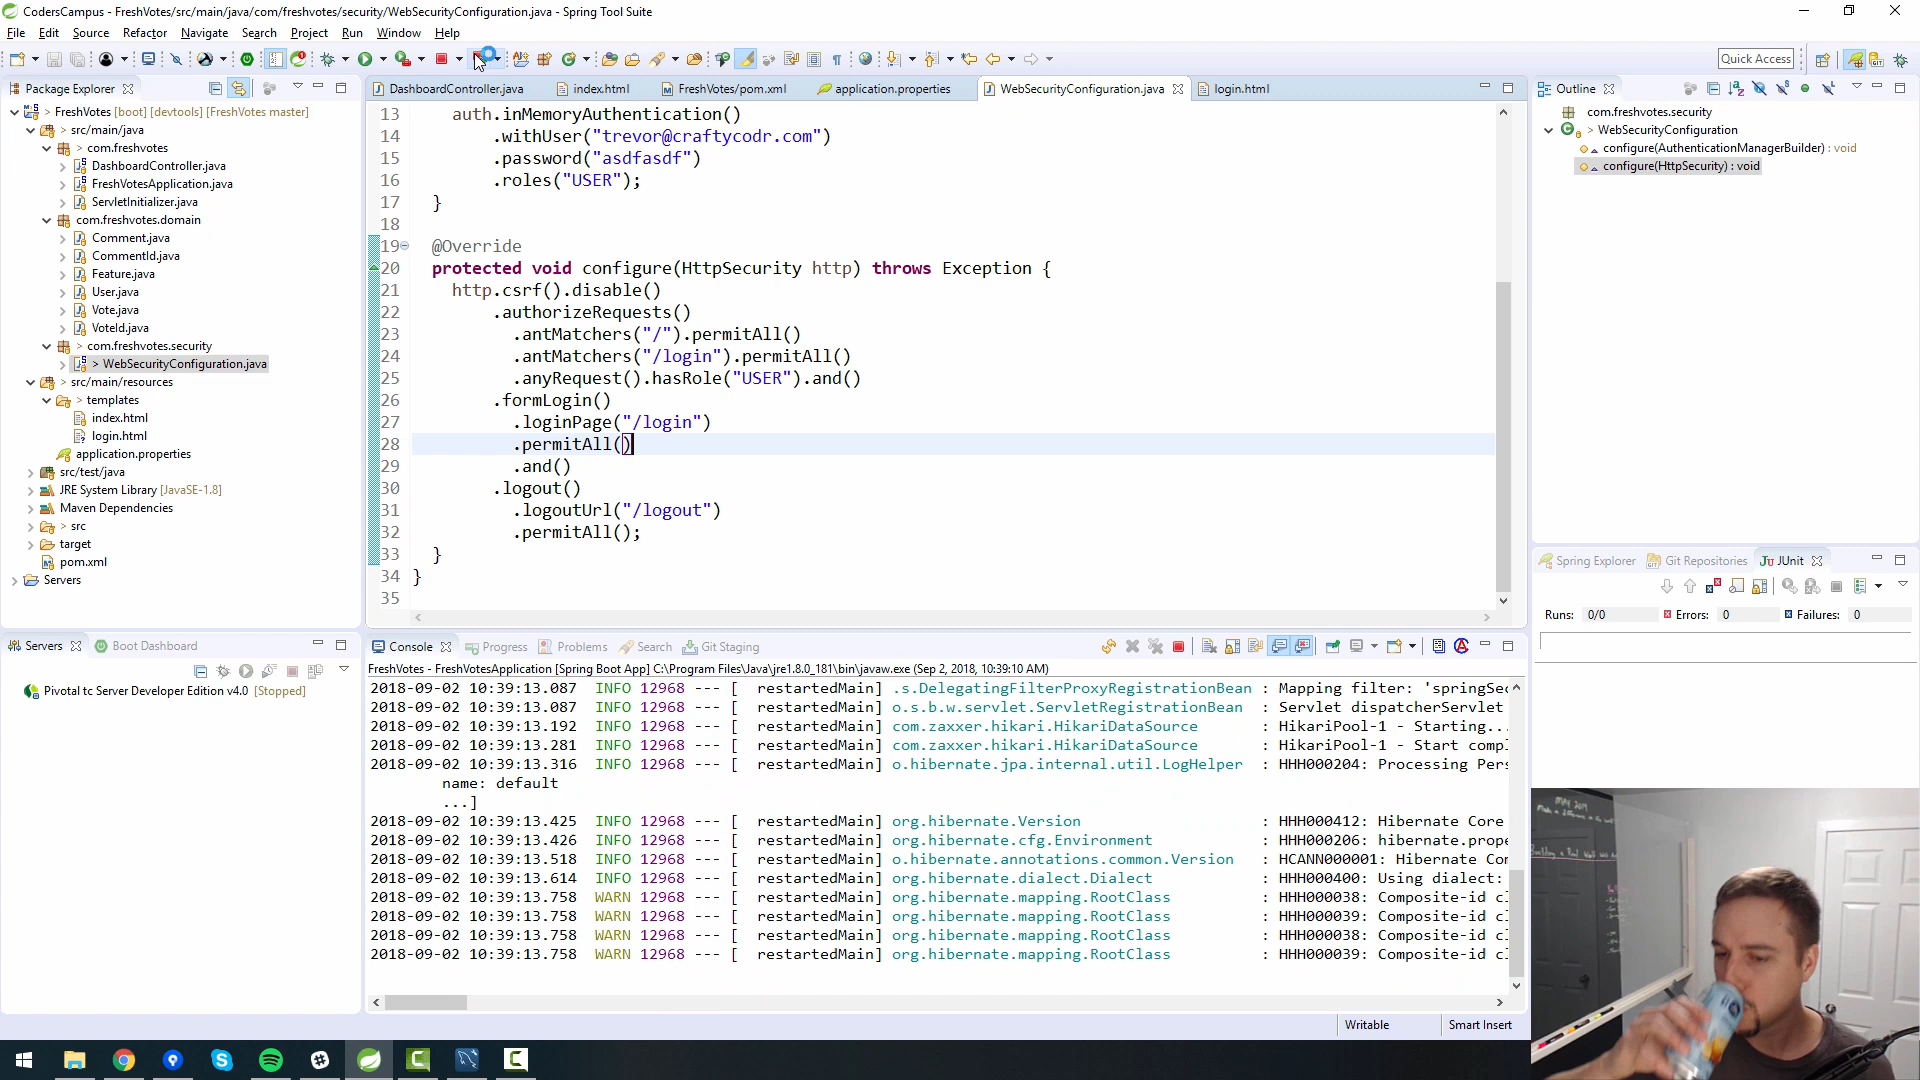 CodersCampus - FreshVotes/src/main/java/com/freshvotes/security/WebSecurityConfiguration.java - Spring Tool Suite
File Edit Source Refactor Navigate Search Project Run Window Help
Quick Access
Package Explorer
FreshVotes [boot] [devtools] [FreshVotes master]
src/main/java
com.freshvotes
DashboardController.java
FreshVotesApplication.java
ServletInitializer.java
com.freshvotes.domain
Comment.java
CommentId.java
Feature.java
User.java
Vote.java
VoteId.java
com.freshvotes.security
> WebSecurityConfiguration.java
src/main/resources
templates
index.html
login.html
application.properties
src/test/java
JRE System Library [JavaSE-1.8]
Maven Dependencies
> src
target
pom.xml
Servers
DashboardController.java index.html FreshVotes/pom.xml application.properties WebSecurityConfiguration.java login.html
13 auth.inMemoryAuthentication()
14 .withUser("trevor@craftycodr.com")
15 .password("asdfasdf")
16 .roles("USER");
17 }
18
19 @Override
20 protected void configure(HttpSecurity http) throws Exception {
21 http.csrf().disable()
22 .authorizeRequests()
23 .antMatchers("/").permitAll()
24 .antMatchers("/login").permitAll()
25 .anyRequest().hasRole("USER").and()
26 .formLogin()
27 .loginPage("/login")
28 .permitAll()
29 .and()
30 .logout()
31 .logoutUrl("/logout")
32 .permitAll();
33 }
34 }
35
Outline
com.freshvotes.security
> WebSecurityConfiguration
configure(AuthenticationManagerBuilder) : void
configure(HttpSecurity) : void
Spring Explorer Git Repositories JUnit
Runs: 0/0 Errors: 0 Failures: 0
Servers Boot Dashboard
Pivotal tc Server Developer Edition v4.0 [Stopped]
Console Progress Problems Search Git Staging
FreshVotes - FreshVotesApplication [Spring Boot App] C:\Program Files\Java\jre1.8.0_181\bin\javaw.exe (Sep 2, 2018, 10:39:10 AM)
2018-09-02 10:39:13.087 INFO 12968 --- [ restartedMain] .s.DelegatingFilterProxyRegistrationBean : Mapping filter: 'springSec
2018-09-02 10:39:13.087 INFO 12968 --- [ restartedMain] o.s.b.w.servlet.ServletRegistrationBean : Servlet dispatcherServlet
2018-09-02 10:39:13.192 INFO 12968 --- [ restartedMain] com.zaxxer.hikari.HikariDataSource : HikariPool-1 - Starting...
2018-09-02 10:39:13.281 INFO 12968 --- [ restartedMain] com.zaxxer.hikari.HikariDataSource : HikariPool-1 - Start compl
2018-09-02 10:39:13.316 INFO 12968 --- [ restartedMain] o.hibernate.jpa.internal.util.LogHelper : HHH000204: Processing Pers
name: default
...]
2018-09-02 10:39:13.425 INFO 12968 --- [ restartedMain] org.hibernate.Version : HHH000412: Hibernate Core
2018-09-02 10:39:13.426 INFO 12968 --- [ restartedMain] org.hibernate.cfg.Environment : HHH000206: hibernate.prope
2018-09-02 10:39:13.518 INFO 12968 --- [ restartedMain] o.hibernate.annotations.common.Version : HCANN000001: Hibernate Com
2018-09-02 10:39:13.614 INFO 12968 --- [ restartedMain] org.hibernate.dialect.Dialect : HHH000400: Using dialect:
2018-09-02 10:39:13.758 WARN 12968 --- [ restartedMain] org.hibernate.mapping.RootClass : HHH000038: Composite-id cl
2018-09-02 10:39:13.758 WARN 12968 --- [ restartedMain] org.hibernate.mapping.RootClass : HHH000039: Composite-id cl
2018-09-02 10:39:13.758 WARN 12968 --- [ restartedMain] org.hibernate.mapping.RootClass : HHH000038: Composite-id cl
2018-09-02 10:39:13.758 WARN 12968 --- [ restartedMain] org.hibernate.mapping.RootClass : HHH000039: Composite-id cl
Writable Smart Insert